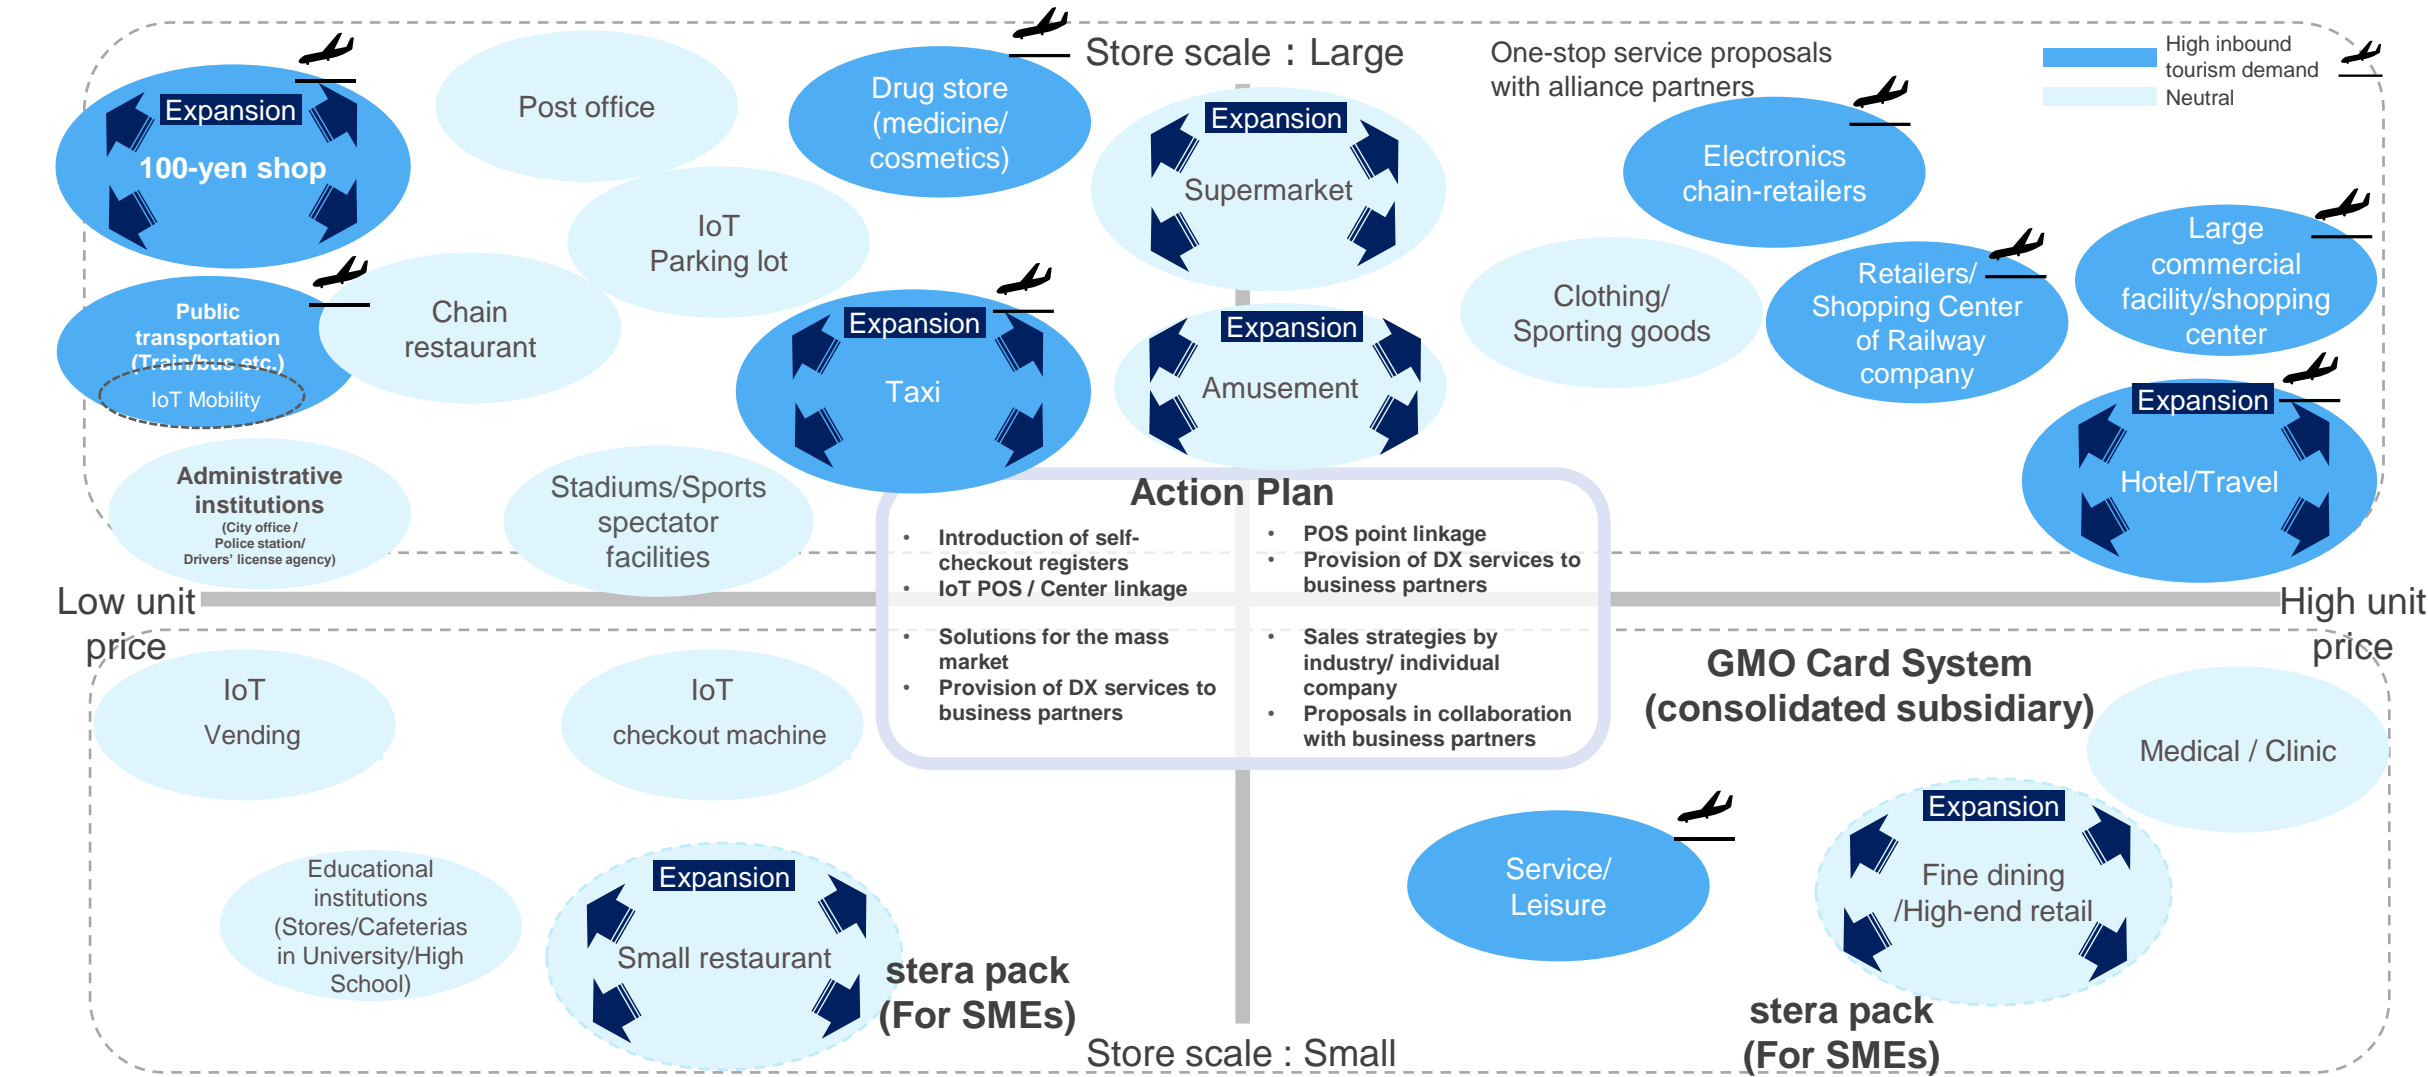 Store scale : Large
One-stop service proposals
with alliance partners
High inbound
tourism demand
Neutral
Expansion
100-yen shop
Post office
Drug store
(medicine/
cosmetics)
Expansion
Supermarket
Electronics
chain-retailers
IoT
Parking lot
Large
commercial
facility/shopping
center
Public
transportation
(Train/bus etc.)
IoT Mobility
Chain
restaurant
Expansion
Taxi
Expansion
Amusement
Clothing/
Sporting goods
Retailers/
Shopping Center
of Railway
company
Expansion
Hotel/Travel
Administrative
institutions
(City office /
Police station/
Drivers' license agency)
Stadiums/Sports
spectator
facilities
Action Plan
• Introduction of self-
checkout registers
• IoT POS / Center linkage
• POS point linkage
• Provision of DX services to
business partners
Low unit
price
High unit
price
• Solutions for the mass
market
• Provision of DX services to
business partners
• Sales strategies by
industry/ individual
company
• Proposals in collaboration
with business partners
GMO Card System
(consolidated subsidiary)
IoT
Vending
IoT
checkout machine
Medical / Clinic
Educational
institutions
(Stores/Cafeterias
in University/High
School)
Expansion
Small restaurant
stera pack
(For SMEs)
Service/
Leisure
Expansion
Fine dining
/High-end retail
stera pack
(For SMEs)
Store scale : Small